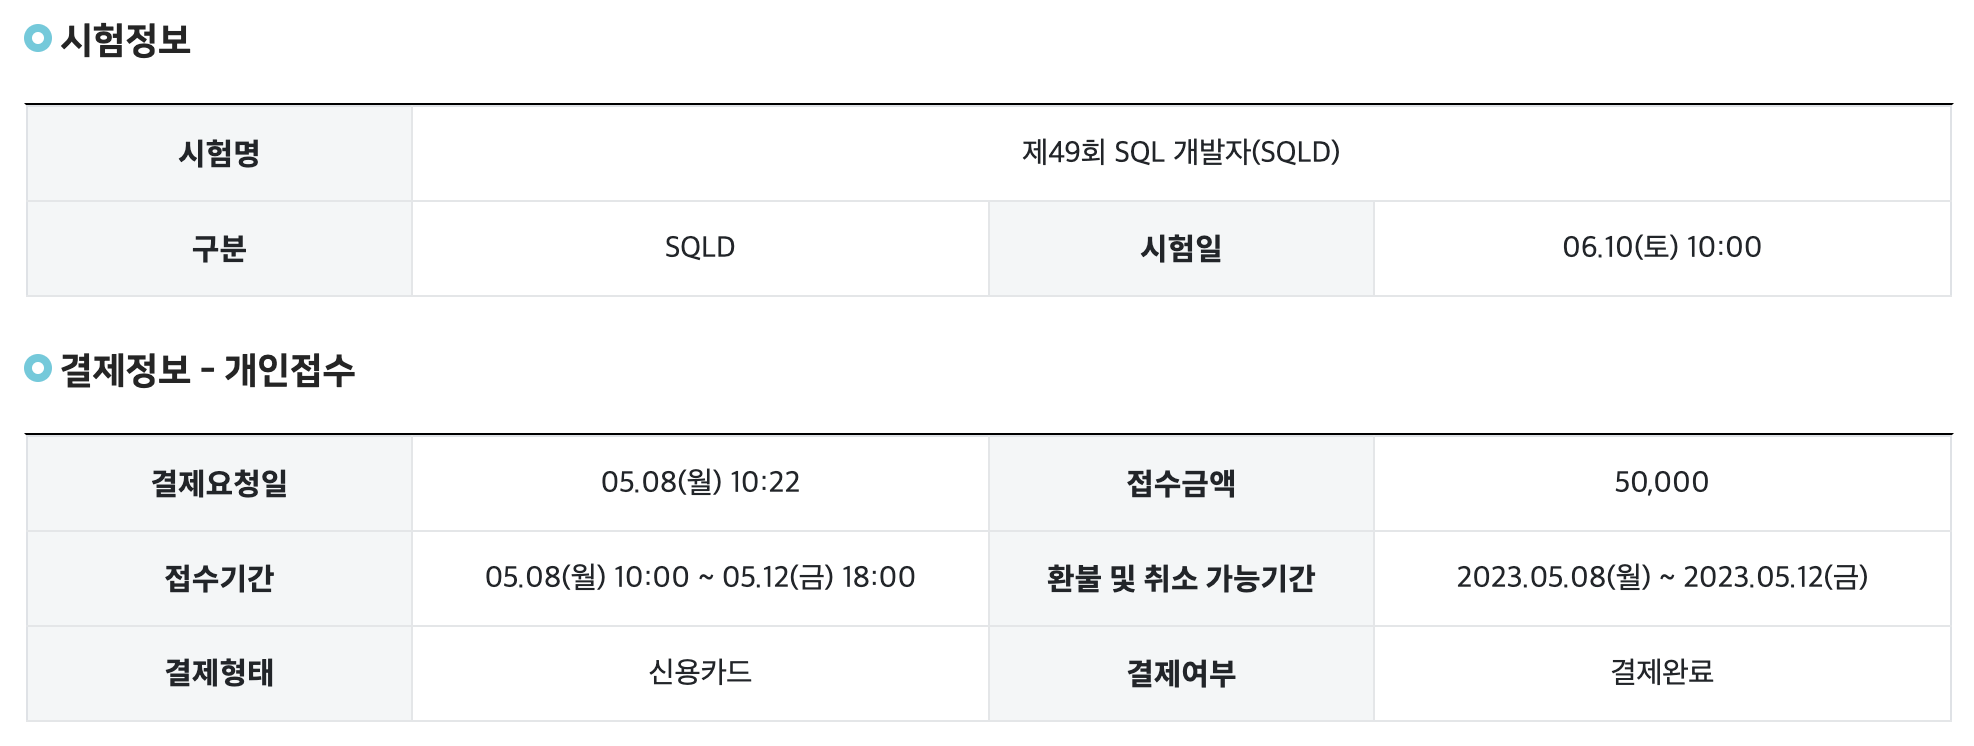 시험정보
시험명 제49회 SQL 개발자(SQLD)
구분 SQLD 시험일 06.10(토) 10:00
결제정보 - 개인접수
결제요청일 05.08(월) 10:22 접수금액 50,000
접수기간 05.08(월) 10:00 ~ 05.12(금) 18:00 환불 및 취소 가능기간 2023.05.08(월) ~ 2023.05.12(금)
결제형태 신용카드 결제여부 결제완료